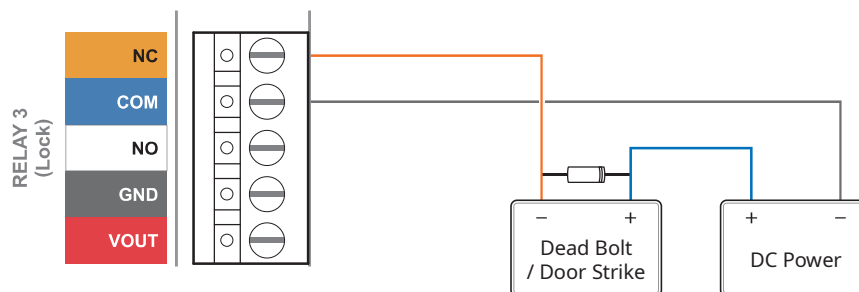 RELAY 3
(Lock)
NC
COM
NO
GND
VOUT
− +
Dead Bolt
/ Door Strike
+ −
DC Power